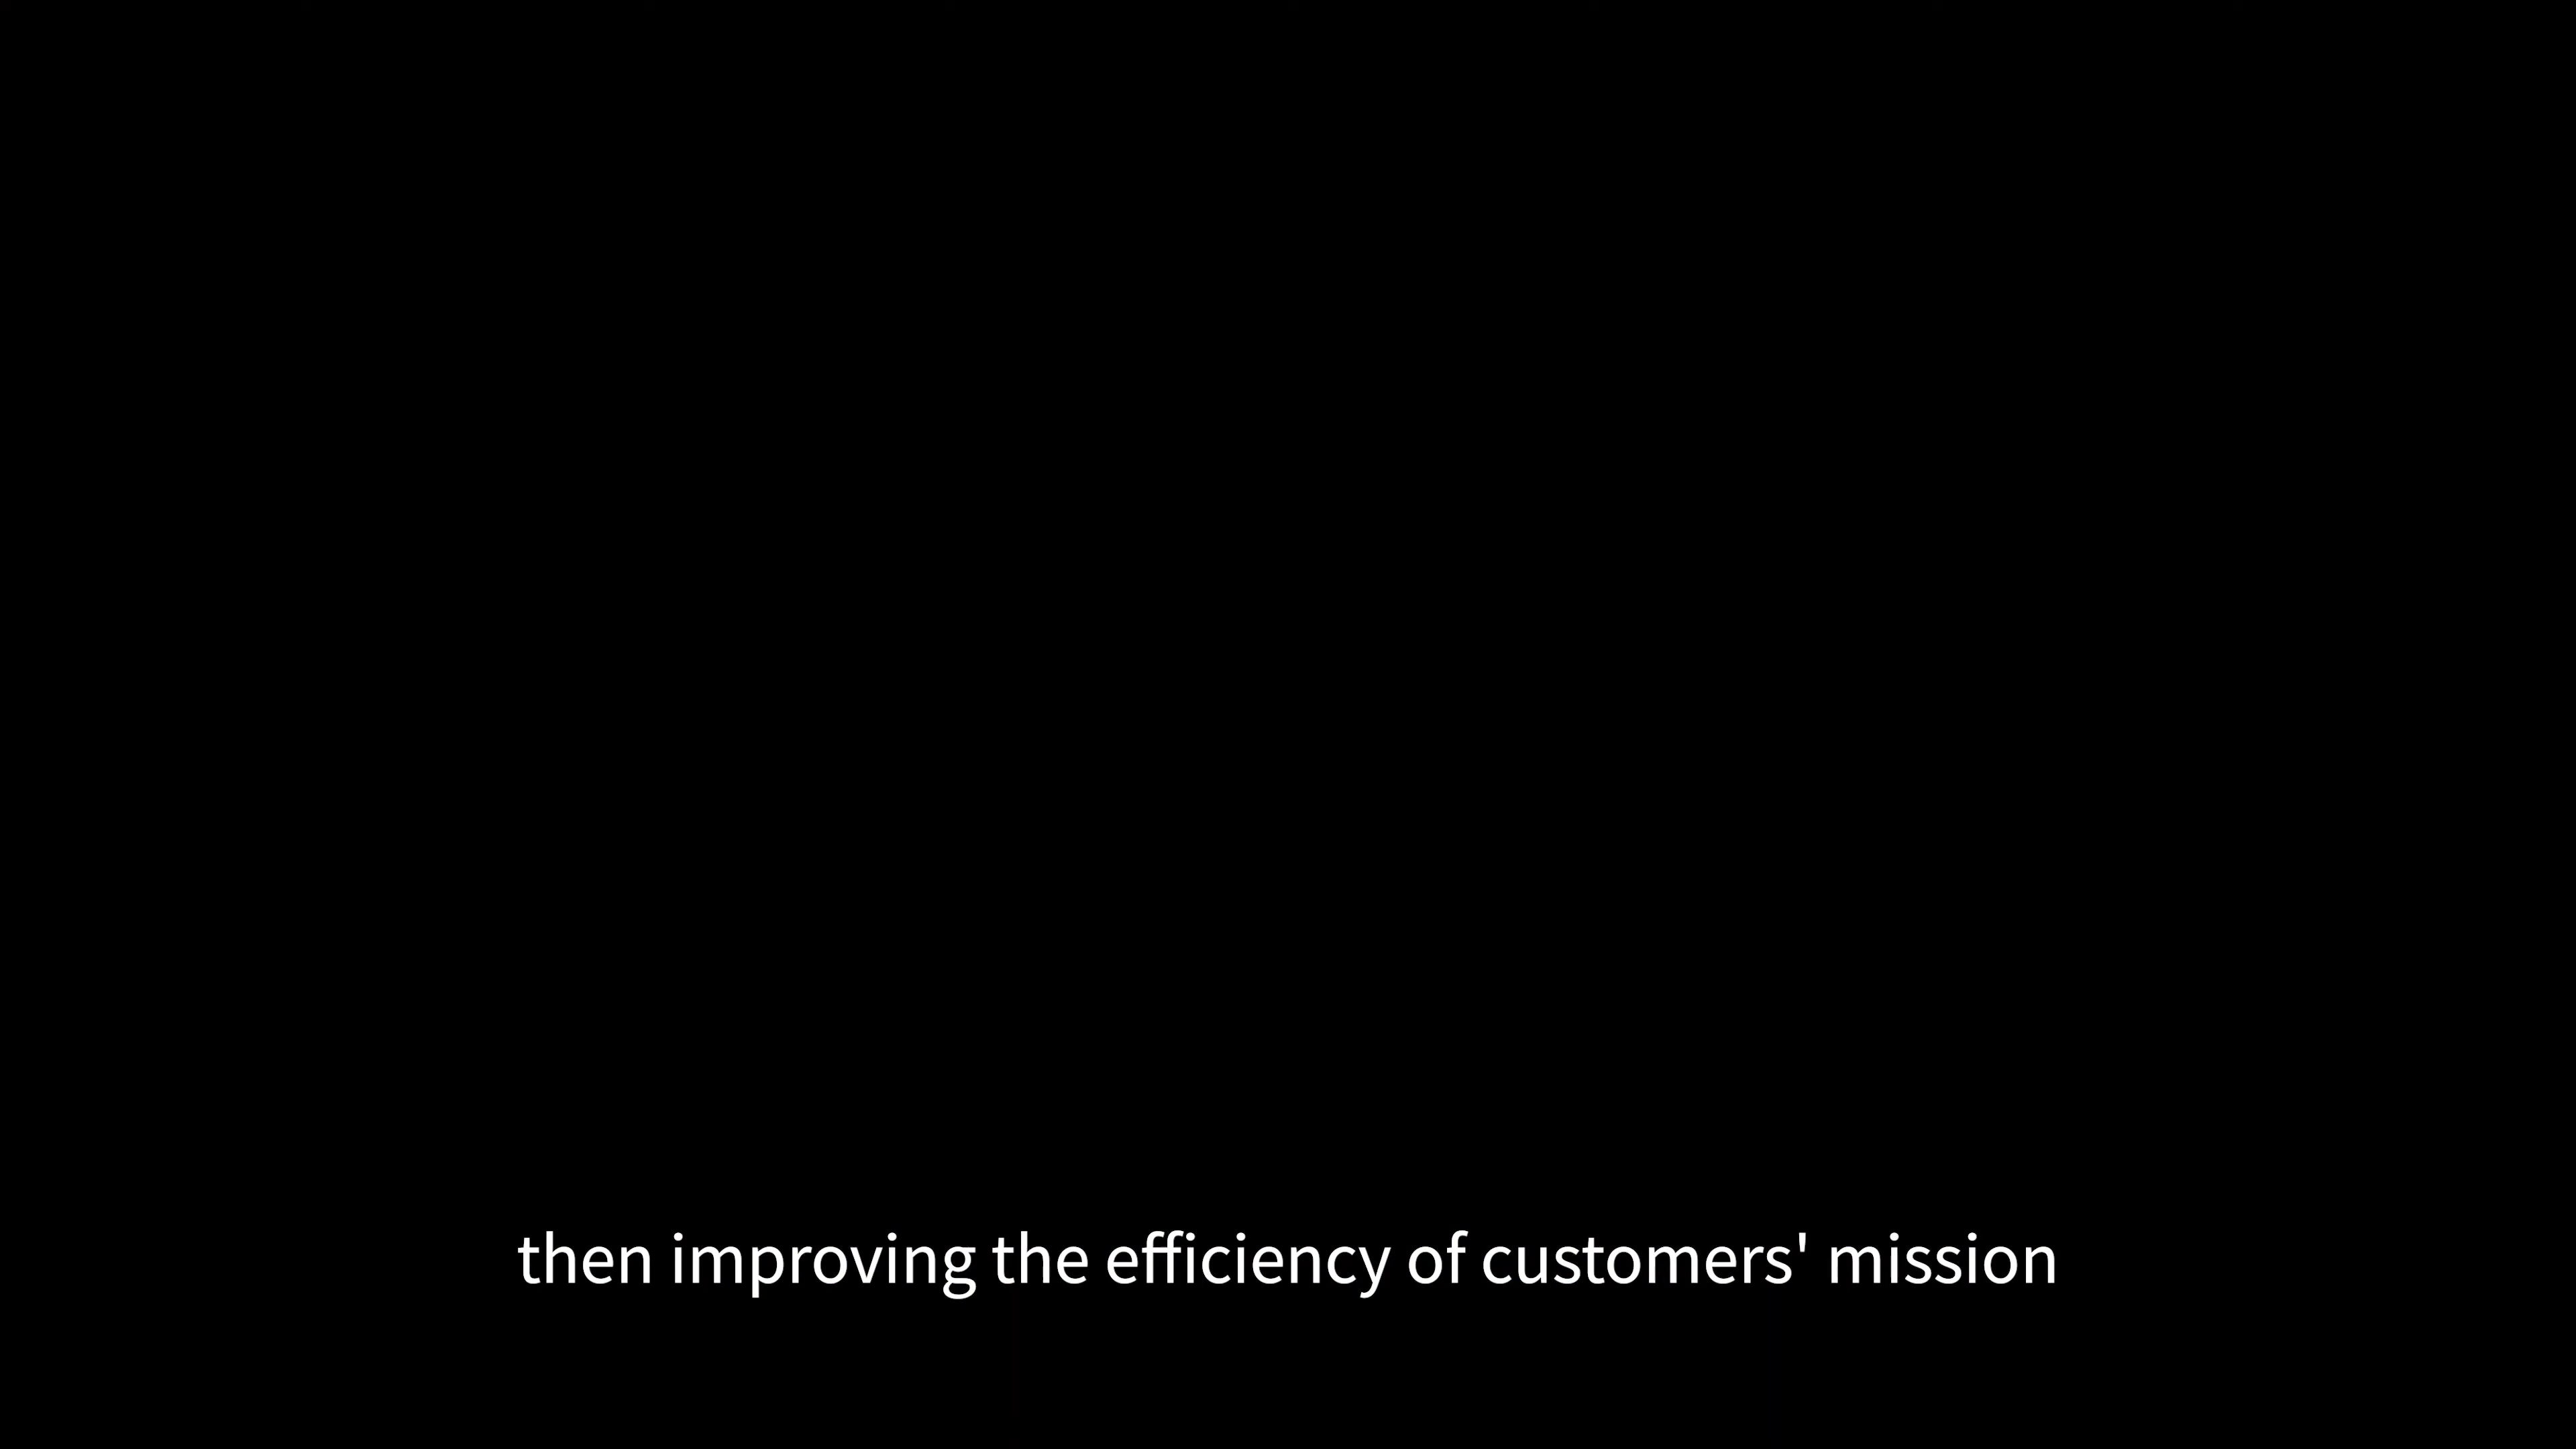 then improving the efficiency of customers' mission